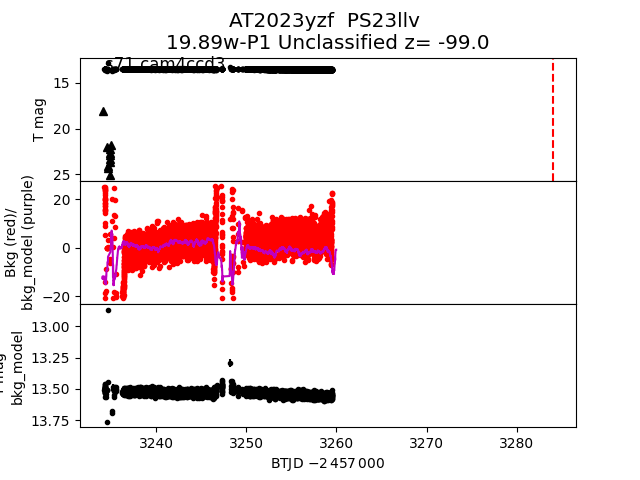 AT2023yzf PS23llv
19.89w-P1 Unclassified z= -99.0
s71 cam4ccd3
T mag
15
20
25
Bkg (red)/
bkg_model (purple)
20
0
−20
bkg_model
13.00
13.25
13.50
13.75
3240
3250
3260
3270
3280
BTJD −2 457 000